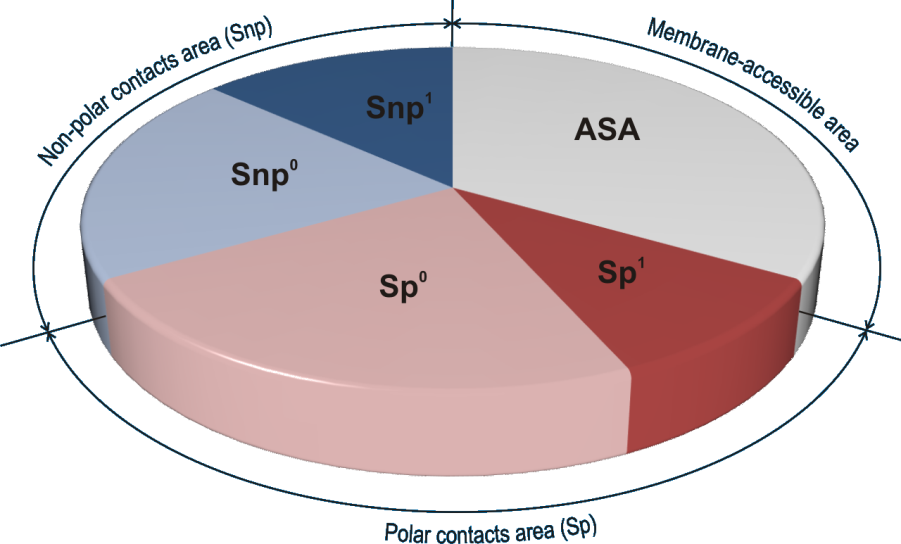 Non-polar contacts area (Snp)
Membrane-accessible area
Snp¹
ASA
Snp⁰
Sp¹
Sp⁰
Polar contacts area (Sp)